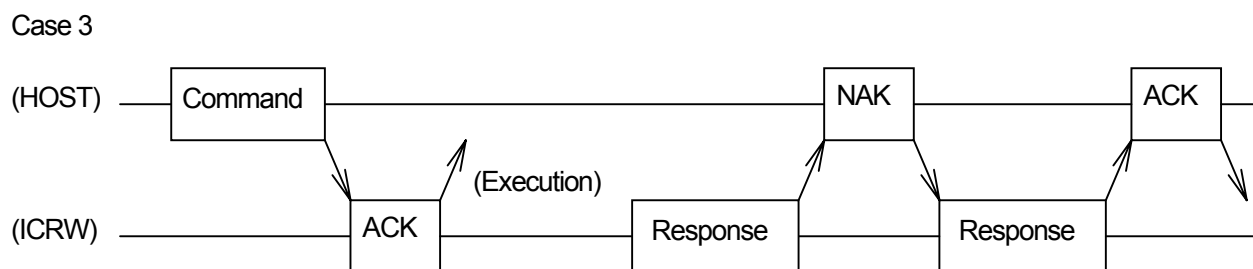 Case 3
(HOST) Command NAK ACK
(Execution)
(ICRW) ACK Response Response